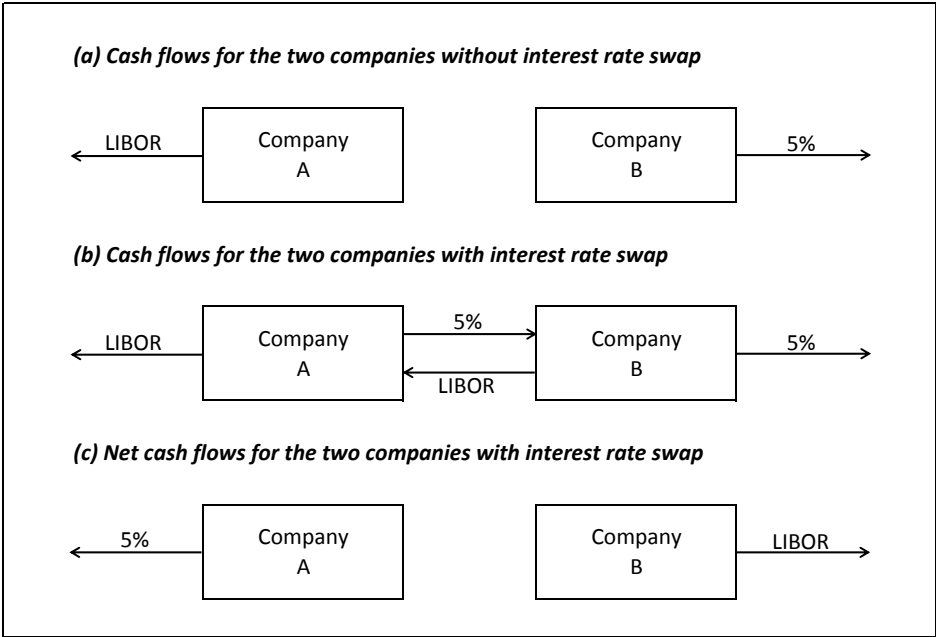 (a) Cash flows for the two companies without interest rate swap
LIBOR
Company
A
Company
B
5%
(b) Cash flows for the two companies with interest rate swap
LIBOR
Company
A
5%
LIBOR
Company
B
5%
(c) Net cash flows for the two companies with interest rate swap
5%
Company
A
Company
B
LIBOR